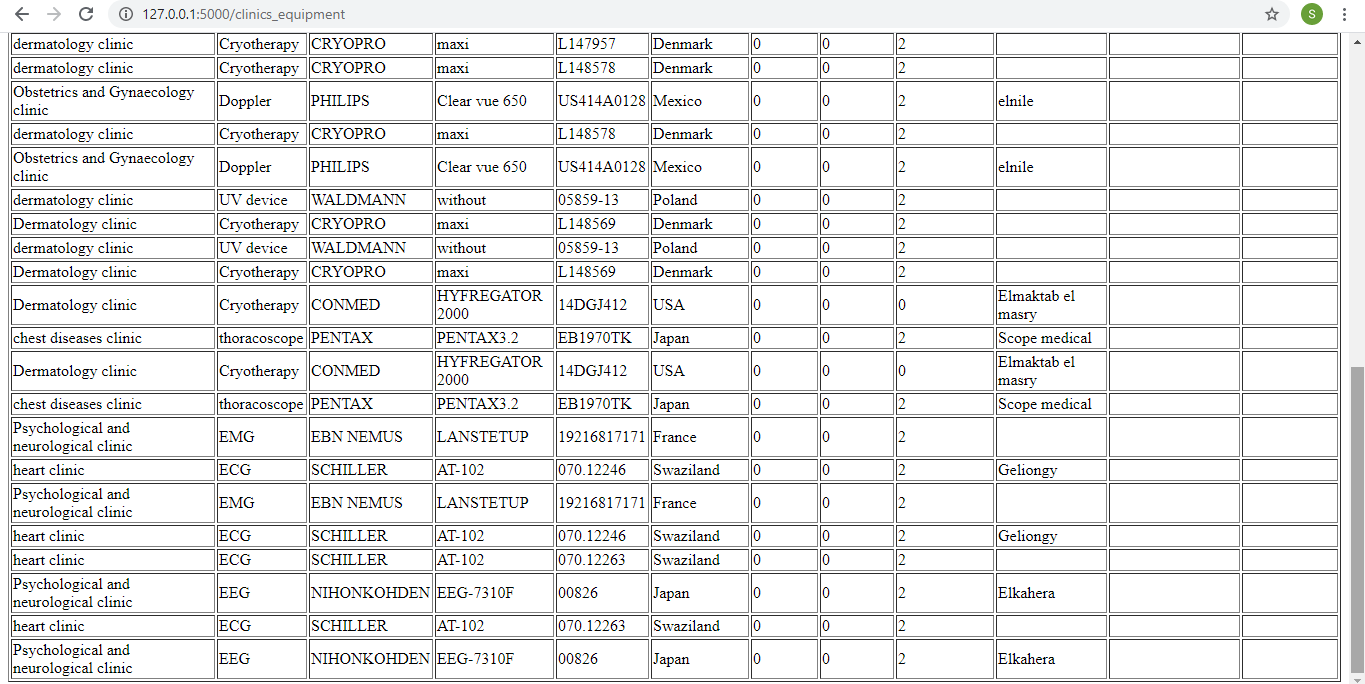 127.0.0.1:5000/clinics_equipment
S
dermatology clinic Cryotherapy CRYOPRO maxi L147957 Denmark 0 0 2
dermatology clinic Cryotherapy CRYOPRO maxi L148578 Denmark 0 0 2
Obstetrics and Gynaecology
clinic Doppler PHILIPS Clear vue 650 US414A0128 Mexico 0 0 2 elnile
dermatology clinic Cryotherapy CRYOPRO maxi L148578 Denmark 0 0 2
Obstetrics and Gynaecology
clinic Doppler PHILIPS Clear vue 650 US414A0128 Mexico 0 0 2 elnile
dermatology clinic UV device WALDMANN without 05859-13 Poland 0 0 2
Dermatology clinic Cryotherapy CRYOPRO maxi L148569 Denmark 0 0 2
dermatology clinic UV device WALDMANN without 05859-13 Poland 0 0 2
Dermatology clinic Cryotherapy CRYOPRO maxi L148569 Denmark 0 0 2
Dermatology clinic Cryotherapy CONMED HYFREGATOR
2000 14DGJ412 USA 0 0 0 Elmaktab el
masry
chest diseases clinic thoracoscope PENTAX PENTAX3.2 EB1970TK Japan 0 0 2 Scope medical
Dermatology clinic Cryotherapy CONMED HYFREGATOR
2000 14DGJ412 USA 0 0 0 Elmaktab el
masry
chest diseases clinic thoracoscope PENTAX PENTAX3.2 EB1970TK Japan 0 0 2 Scope medical
Psychological and
neurological clinic EMG EBN NEMUS LANSTETUP 19216817171 France 0 0 2
heart clinic ECG SCHILLER AT-102 070.12246 Swaziland 0 0 2 Geliongy
Psychological and
neurological clinic EMG EBN NEMUS LANSTETUP 19216817171 France 0 0 2
heart clinic ECG SCHILLER AT-102 070.12246 Swaziland 0 0 2 Geliongy
heart clinic ECG SCHILLER AT-102 070.12263 Swaziland 0 0 2
Psychological and
neurological clinic EEG NIHONKOHDEN EEG-7310F 00826 Japan 0 0 2 Elkahera
heart clinic ECG SCHILLER AT-102 070.12263 Swaziland 0 0 2
Psychological and
neurological clinic EEG NIHONKOHDEN EEG-7310F 00826 Japan 0 0 2 Elkahera